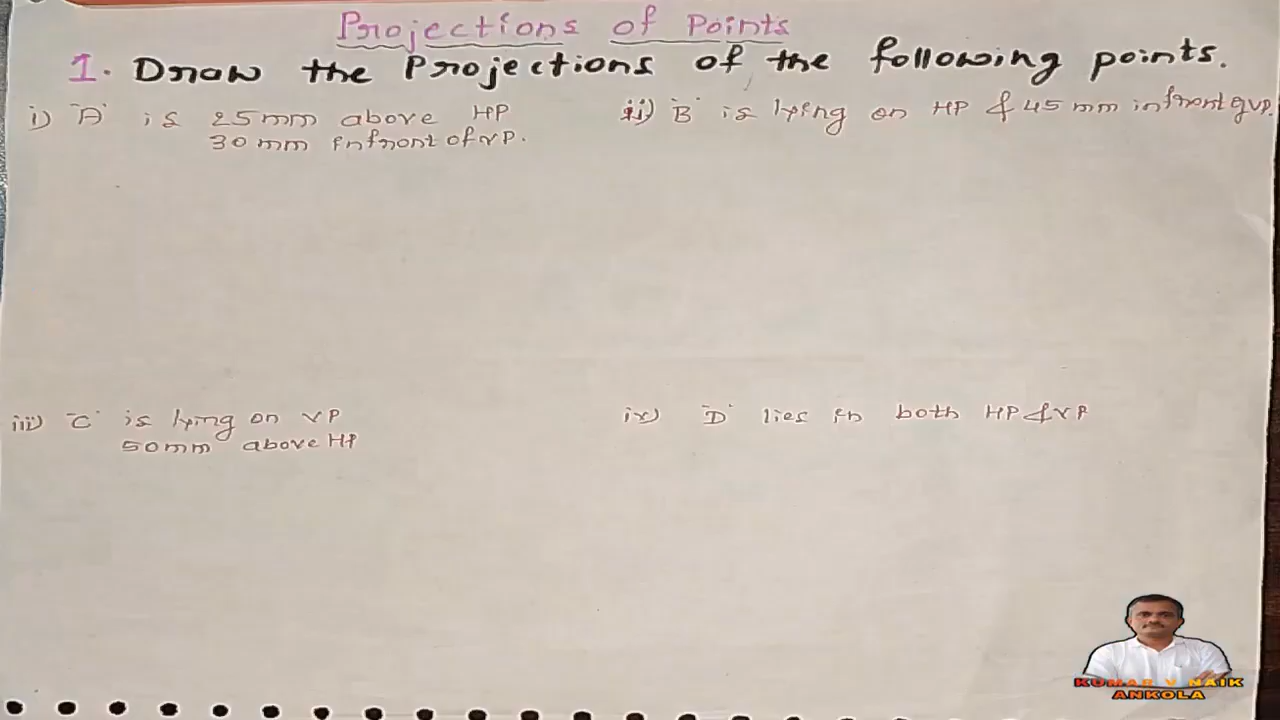 Projections of Points
1. Draw the Projections of the following points.
i) 'A' is 25mm above HP
30mm infront of VP.
ii) 'B' is lying on HP & 45mm infront of VP.
iii) 'C' is lying on VP
50mm above HP
iv) 'D' lies in both HP & VP
KUMAR V NAIK
ANKOLA